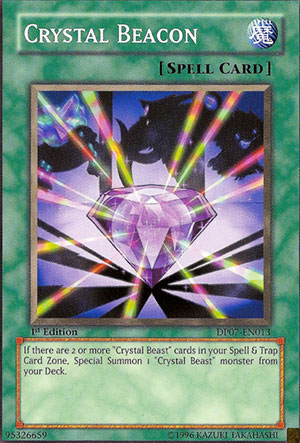 CRYSTAL BEACON
魔
[SPELL CARD]
1st Edition
DP07-EN013
If there are 2 or more "Crystal Beast" cards in your Spell & Trap
Card Zone, Special Summon 1 "Crystal Beast" monster from
your Deck.
95326659
©1996 KAZUKI TAKAHASHI